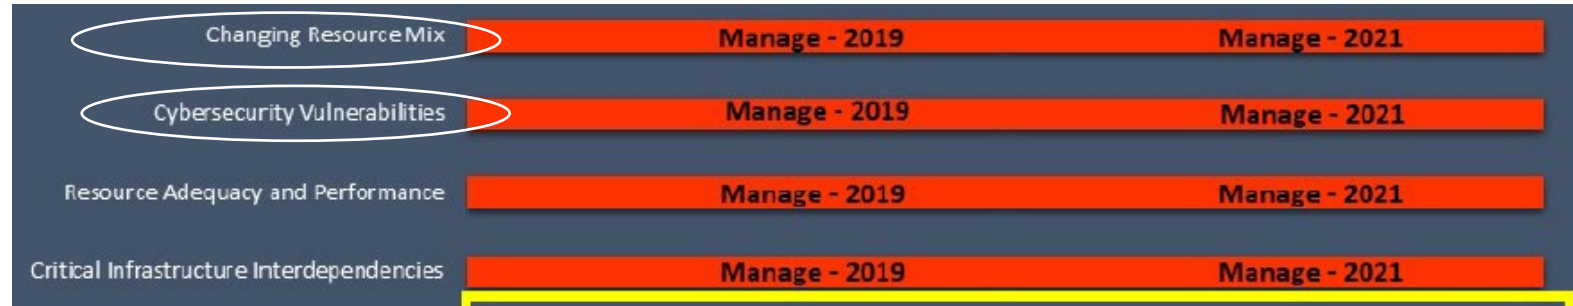 Changing Resource Mix Manage - 2019 Manage - 2021
Cybersecurity Vulnerabilities Manage - 2019 Manage - 2021
Resource Adequacy and Performance Manage - 2019 Manage - 2021
Critical Infrastructure Interdependencies Manage - 2019 Manage - 2021